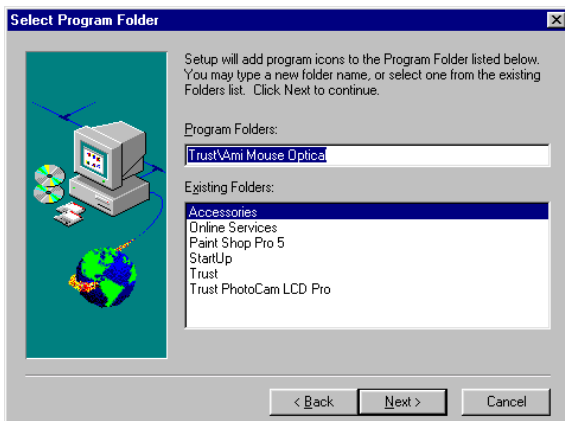 Select Program Folder
Setup will add program icons to the Program Folder listed below.
You may type a new folder name, or select one from the existing
Folders list. Click Next to continue.
Program Folders:
Trust\Ami Mouse Optical
Existing Folders:
Accessories
Online Services
Paint Shop Pro 5
StartUp
Trust
Trust PhotoCam LCD Pro
< Back Next > Cancel